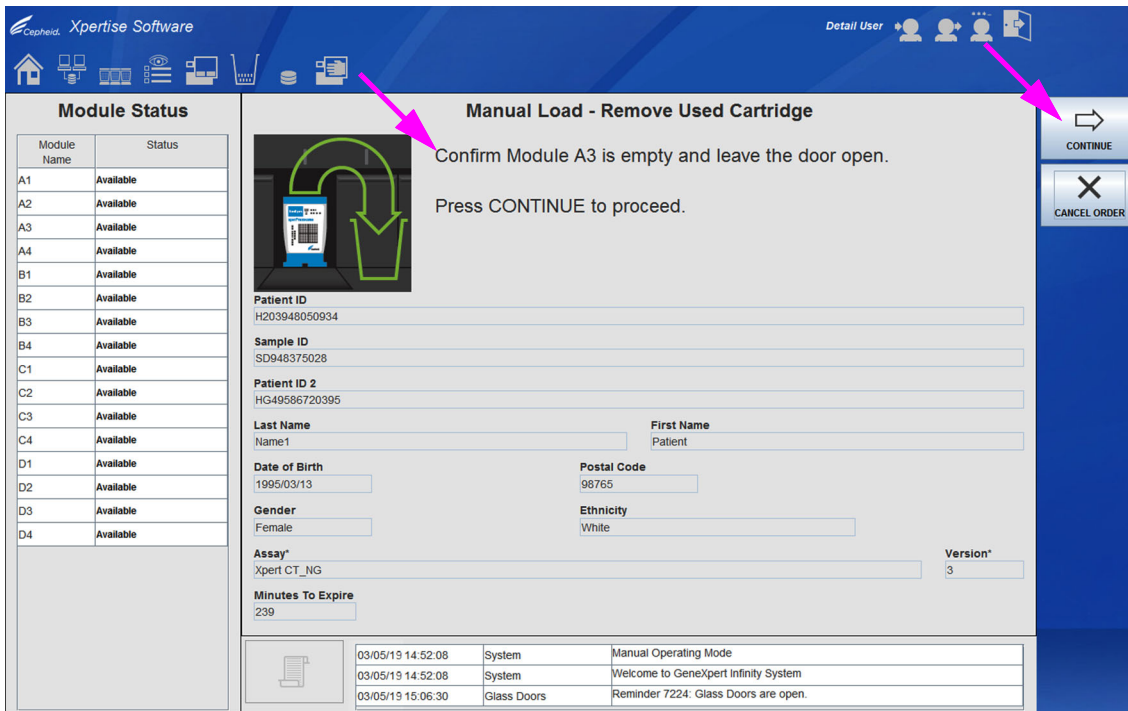 Cepheid. Xpertise Software
Detail User
Module Status
Module Name
Status
A1 Available
A2 Available
A3 Available
A4 Available
B1 Available
B2 Available
B3 Available
B4 Available
C1 Available
C2 Available
C3 Available
C4 Available
D1 Available
D2 Available
D3 Available
D4 Available
Manual Load - Remove Used Cartridge
Confirm Module A3 is empty and leave the door open.
Press CONTINUE to proceed.
Patient ID
H203948050934
Sample ID
SD948375028
Patient ID 2
HG49586720395
Last Name First Name
Name1 Patient
Date of Birth Postal Code
1995/03/13 98765
Gender Ethnicity
Female White
Assay* Version*
Xpert CT_NG 3
Minutes To Expire
239
03/05/19 14:52:08 System Manual Operating Mode
03/05/19 14:52:08 System Welcome to GeneXpert Infinity System
03/05/19 15:06:30 Glass Doors Reminder 7224: Glass Doors are open.
CONTINUE
CANCEL ORDER